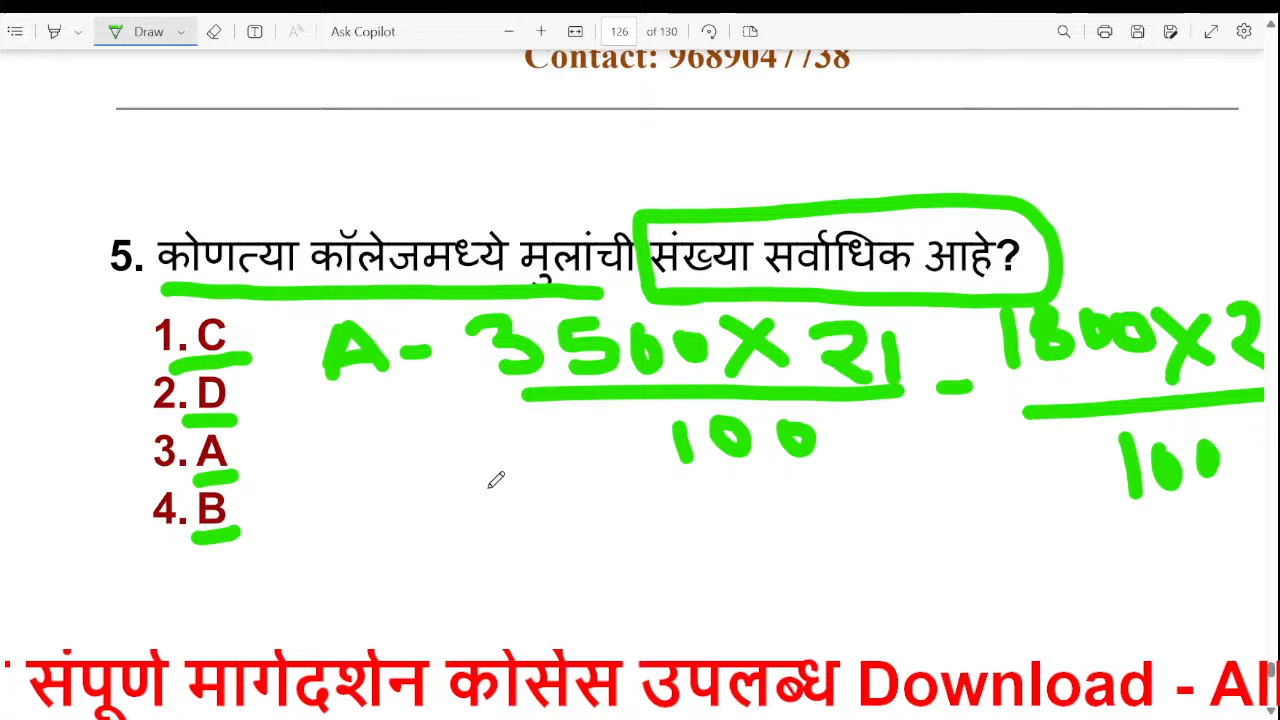 Draw Ask Copilot 126 of 130
Contact: 9689047738
5. कोणत्या कॉलेजमध्ये मुलांची संख्या सर्वाधिक आहे?
1. C
2. D
3. A
4. B
A - 3500 X 21 - 1800 X 2
100 100
संपूर्ण मार्गदर्शन कोर्सेस उपलब्ध Download - All